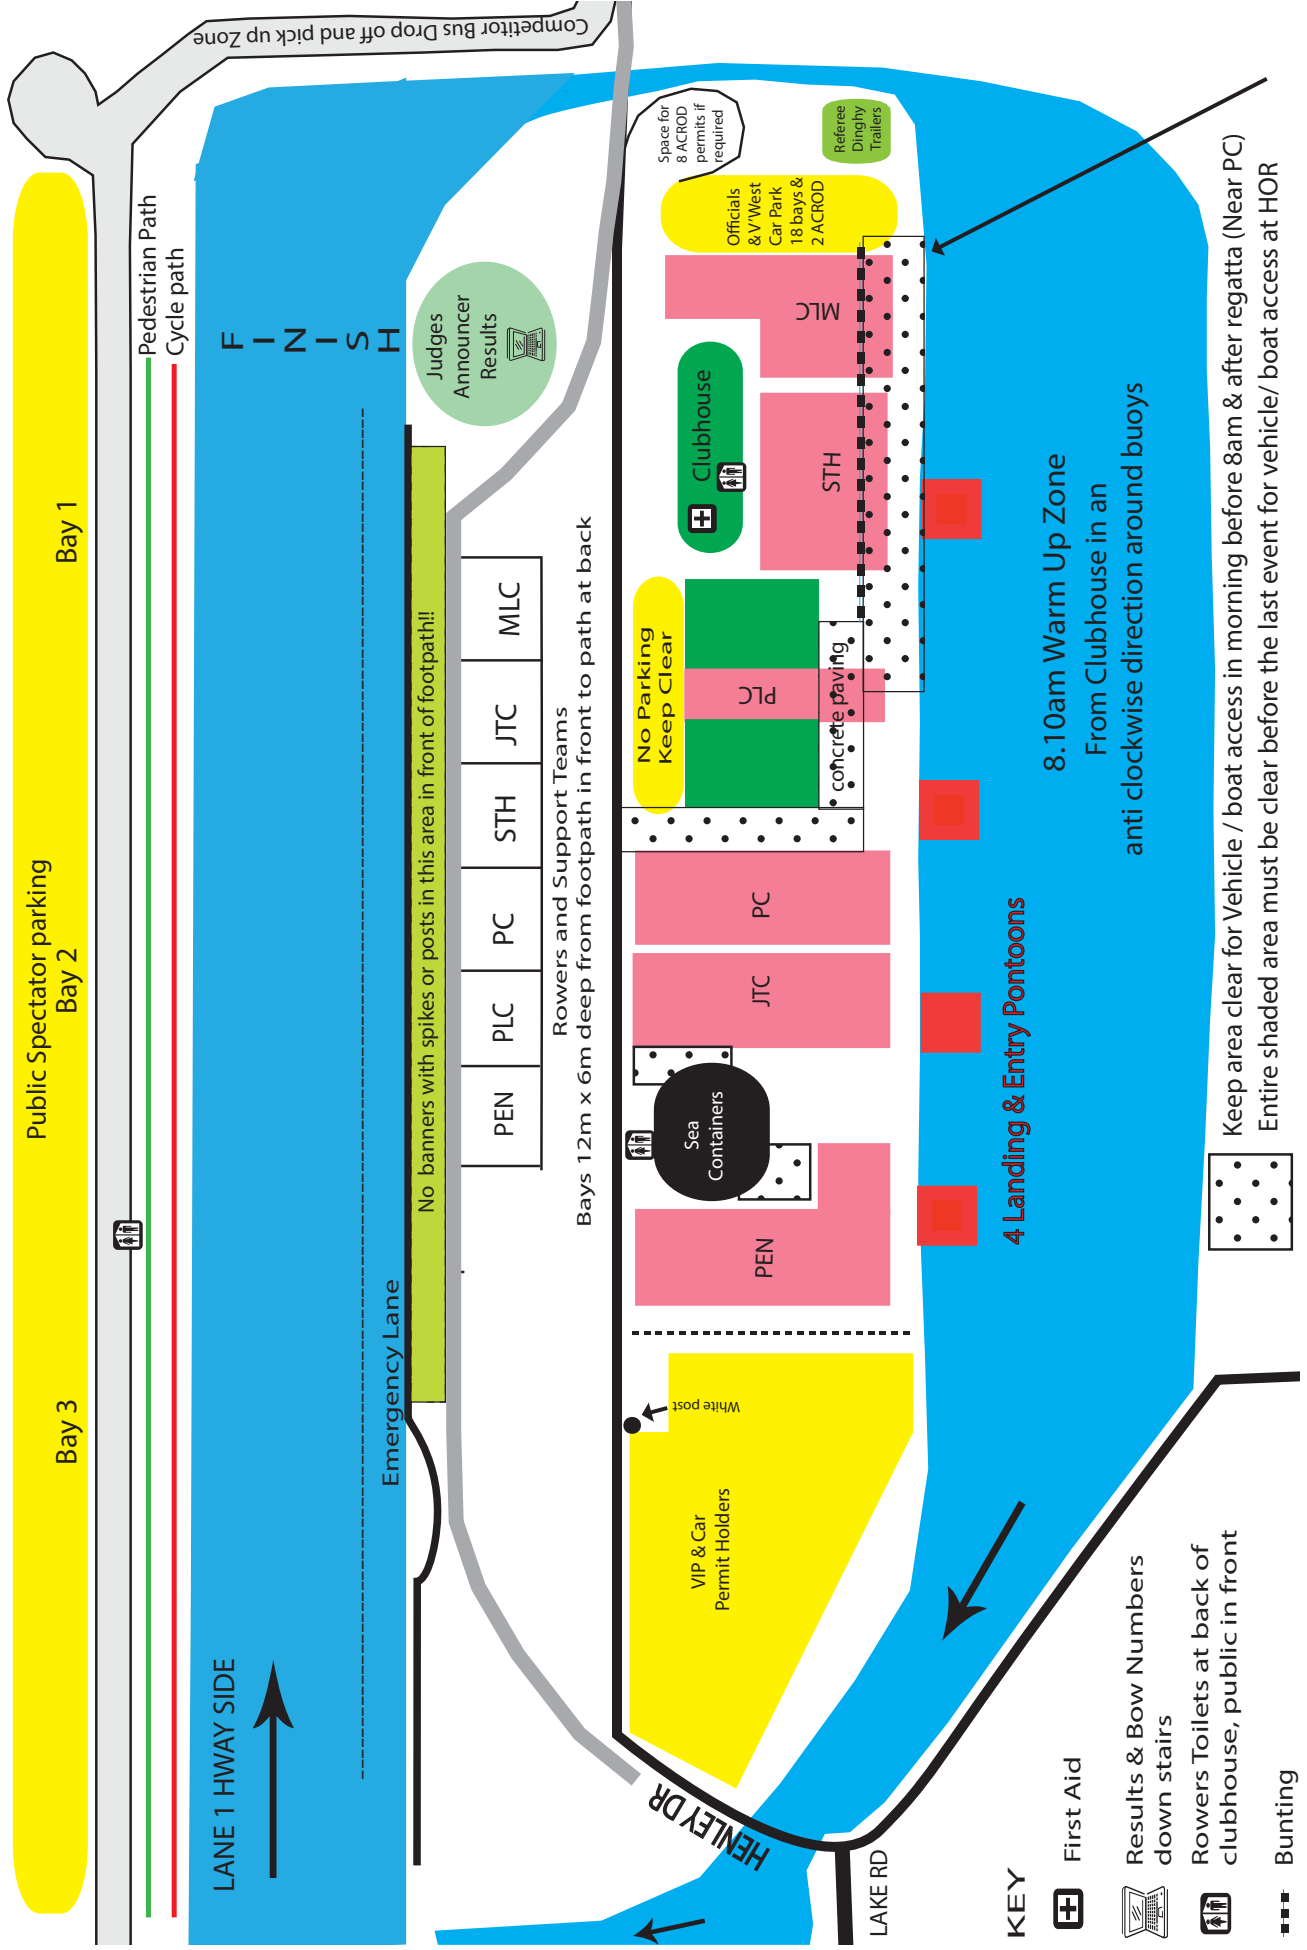 Competitor Bus Drop off and pick up Zone
Public Spectator parking
Bay 3
Bay 2
Bay 1
Pedestrian Path
Cycle path
LANE 1 HWAY SIDE
FINISH
Emergency Lane
No banners with spikes or posts in this area in front of footpath!!
Judges
Announcer
Results
PEN
PLC
PC
STH
JTC
MLC
Rowers and Support Teams
Bays 12m x 6m deep from footpath in front to path at back
White post
VIP & Car
Permit Holders
HENLEY DR
LAKE RD
PEN
Sea
Containers
JTC
PC
No Parking
Keep Clear
PLC
concrete paving
Clubhouse
STH
MLC
Officials
& V'West
Car Park
18 bays &
2 ACROD
Space for
8 ACROD
permits if
required
Referee
Dinghy
Trailers
4 Landing & Entry Pontoons
8.10am Warm Up Zone
From Clubhouse in an
anti clockwise direction around buoys
KEY
First Aid
Results & Bow Numbers
down stairs
Rowers Toilets at back of
clubhouse, public in front
Bunting
Keep area clear for Vehicle / boat access in morning before 8am & after regatta (Near PC)
Entire shaded area must be clear before the last event for vehicle/ boat access at HOR